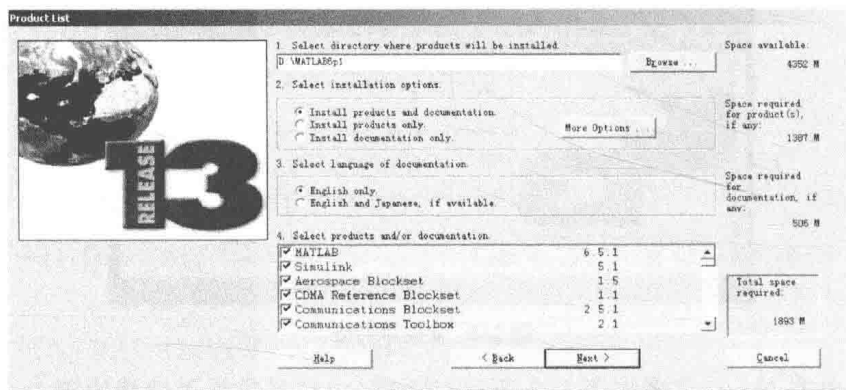 Product List
RELEASE 13
1. Select directory where products will be installed.
D:\MATLAB6p1
Browse ...
Space available:
4352 M
2. Select installation options.
Install products and documentation.
Install products only.
Install documentation only.
More Options ...
Space required
for product(s),
if any:
1387 M
3. Select language of documentation.
English only.
English and Japanese, if available.
Space required
for
documentation, if
any:
505 M
4. Select products and/or documentation.
MATLAB 6.5.1
Simulink 5.1
Aerospace Blockset 1.5
CDMA Reference Blockset 1.1
Communications Blockset 2.5.1
Communications Toolbox 2.1
Total space
required:
1893 M
Help
< Back
Next >
Cancel